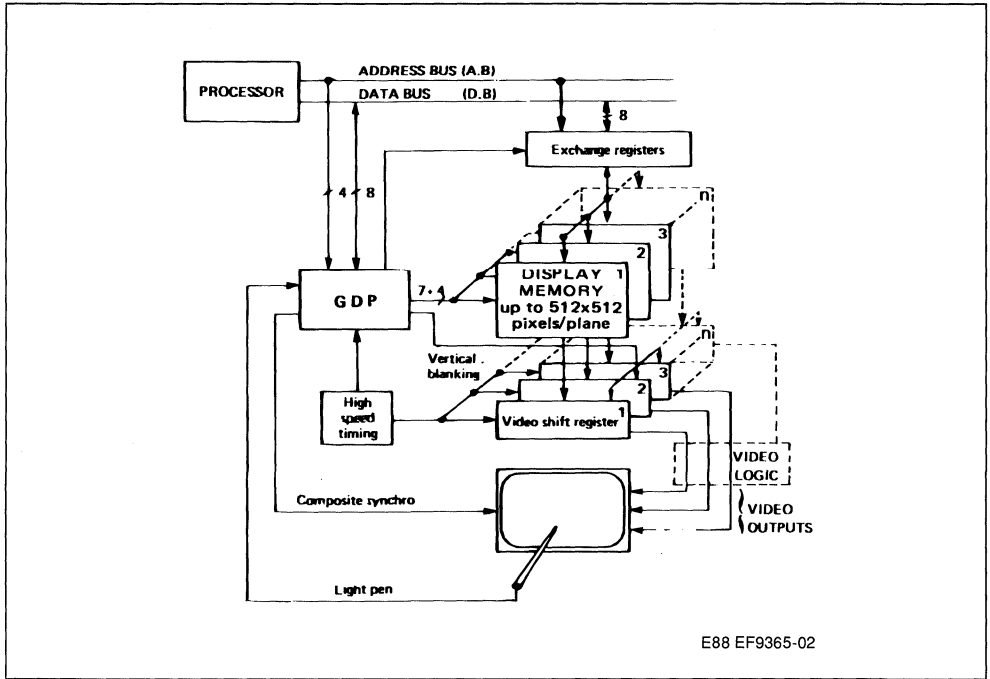 ADDRESS BUS (A.B)
PROCESSOR
DATA BUS (D.B)
8
Exchange registers
4 8
n
3
2
1
DISPLAY
MEMORY
up to 512x512
pixels/plane
7+4
GDP
n
Vertical
blanking
3
2
1
High
speed
timing
Video shift register
VIDEO
LOGIC
Composite synchro
VIDEO
OUTPUTS
Light pen
E88 EF9365-02